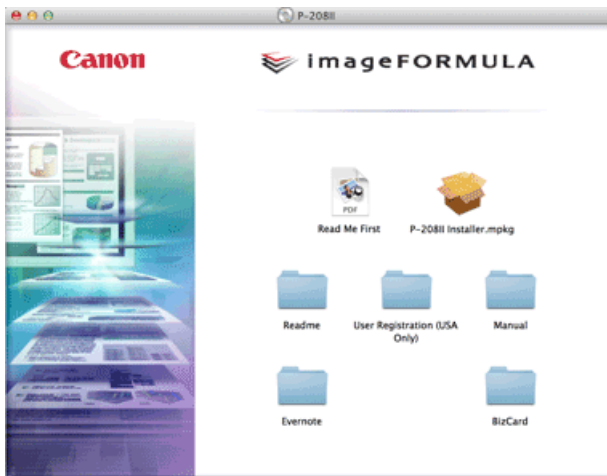 P-208II
Canon
imageFORMULA
PDF
Read Me First
P-208II Installer.mpkg
Readme
User Registration (USA
Only)
Manual
Evernote
BizCard